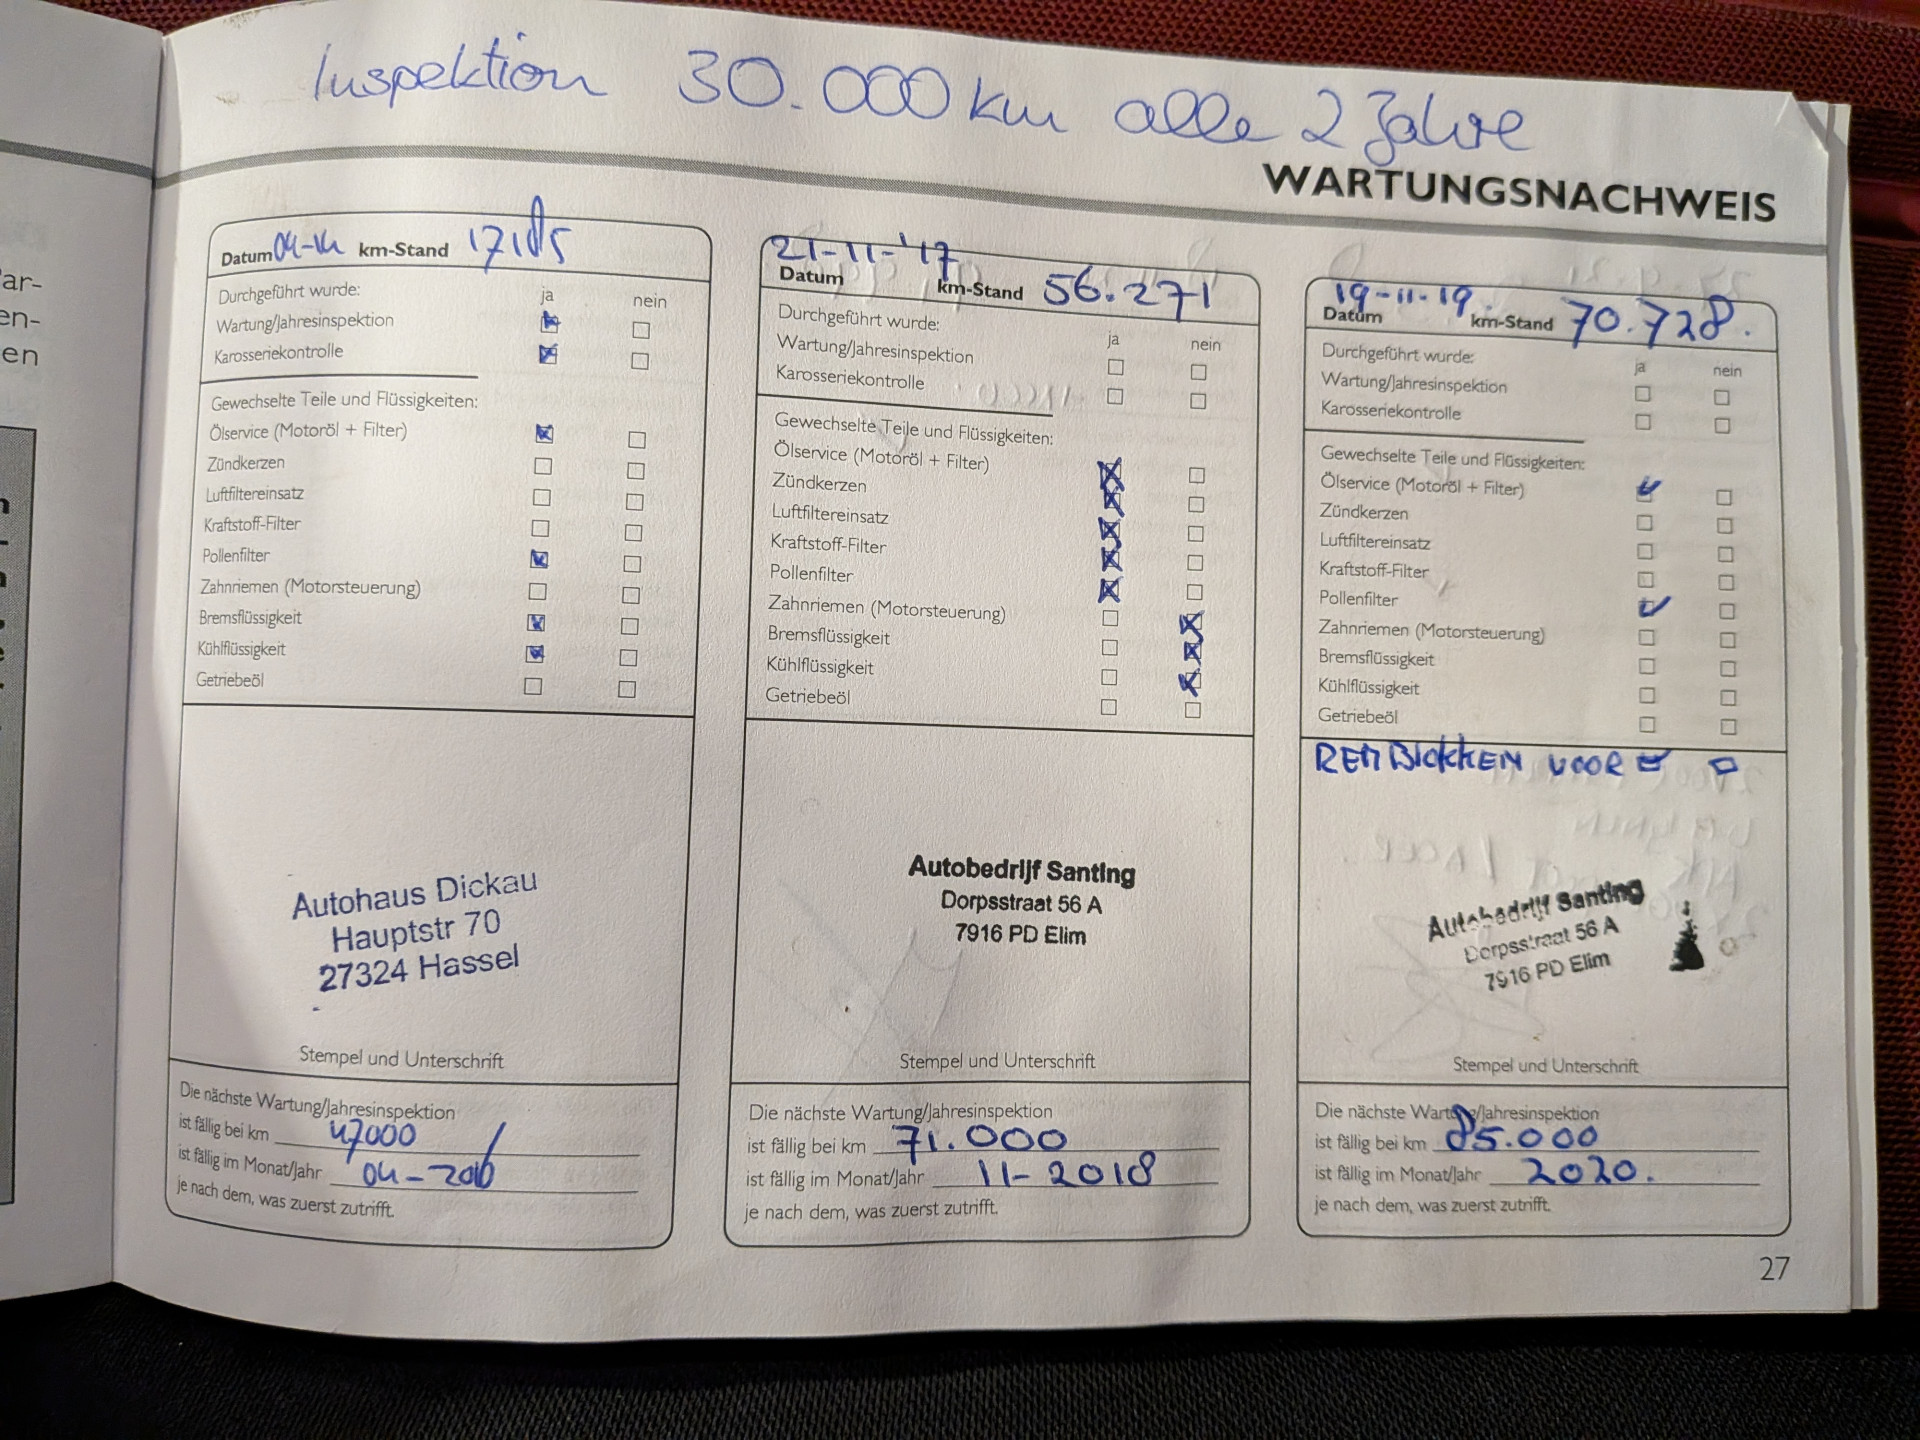 Inspektion 30.000 km alle 2 Jahre
WARTUNGSNACHWEIS
Datum 04-14 km-Stand 17185
Durchgeführt wurde:
ja nein
Wartung/Jahresinspektion
Karosseriekontrolle
Gewechselte Teile und Flüssigkeiten:
Ölservice (Motoröl + Filter)
Zündkerzen
Luftfiltereinsatz
Kraftstoff-Filter
Pollenfilter
Zahnriemen (Motorsteuerung)
Bremsflüssigkeit
Kühlflüssigkeit
Getriebeöl
Autohaus Dickau
Hauptstr 70
27324 Hassel
Stempel und Unterschrift
Die nächste Wartung/Jahresinspektion
ist fällig bei km 47000
ist fällig im Monat/Jahr 04-2016
je nach dem, was zuerst zutrifft.
21-11-'17
Datum km-Stand 56.271
Durchgeführt wurde:
ja nein
Wartung/Jahresinspektion
Karosseriekontrolle
Gewechselte Teile und Flüssigkeiten:
Ölservice (Motoröl + Filter)
Zündkerzen
Luftfiltereinsatz
Kraftstoff-Filter
Pollenfilter
Zahnriemen (Motorsteuerung)
Bremsflüssigkeit
Kühlflüssigkeit
Getriebeöl
Autobedrijf Santing
Dorpsstraat 56 A
7916 PD Elim
Stempel und Unterschrift
Die nächste Wartung/Jahresinspektion
ist fällig bei km 71.000
ist fällig im Monat/Jahr 11-2018
je nach dem, was zuerst zutrifft.
19-11-19.
Datum km-Stand 70.728.
Durchgeführt wurde:
ja nein
Wartung/Jahresinspektion
Karosseriekontrolle
Gewechselte Teile und Flüssigkeiten:
Ölservice (Motoröl + Filter)
Zündkerzen
Luftfiltereinsatz
Kraftstoff-Filter
Pollenfilter
Zahnriemen (Motorsteuerung)
Bremsflüssigkeit
Kühlflüssigkeit
Getriebeöl
REMBLOKKEN VOOR
Autobedrijf Santing
Dorpsstraat 56 A
7916 PD Elim
Stempel und Unterschrift
Die nächste Wartung/Jahresinspektion
ist fällig bei km 85.000
ist fällig im Monat/Jahr 2020.
je nach dem, was zuerst zutrifft.
27